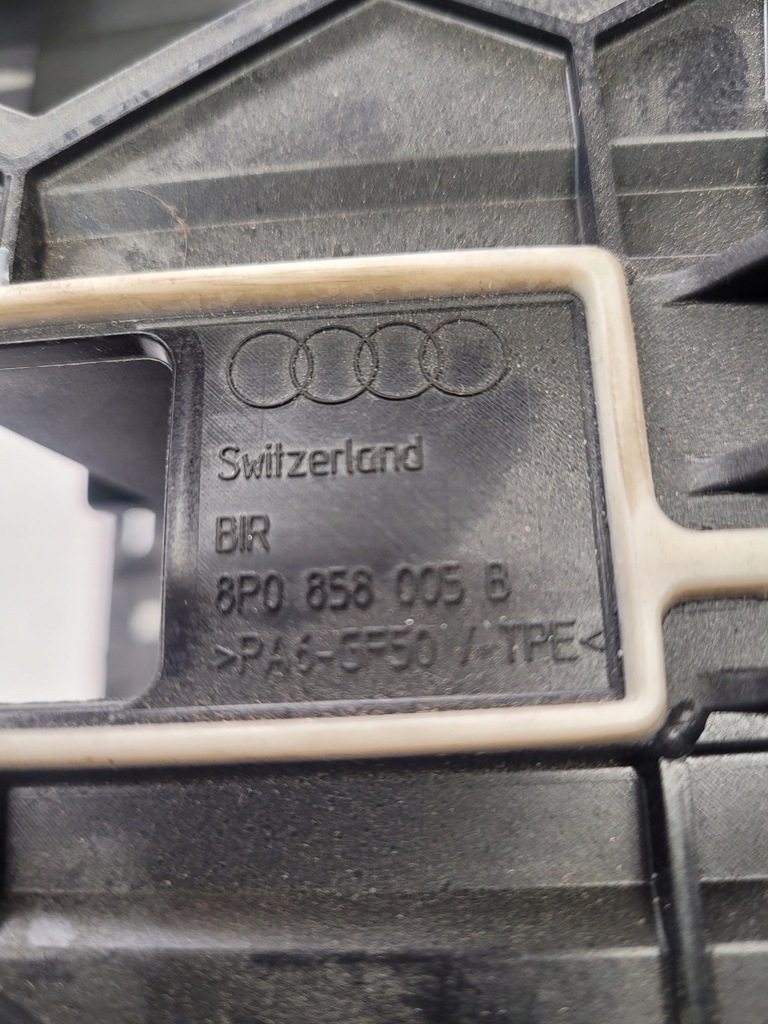 Switzerland
BIR
8P0 858 005 B
>PA6-GF50 / TPE<